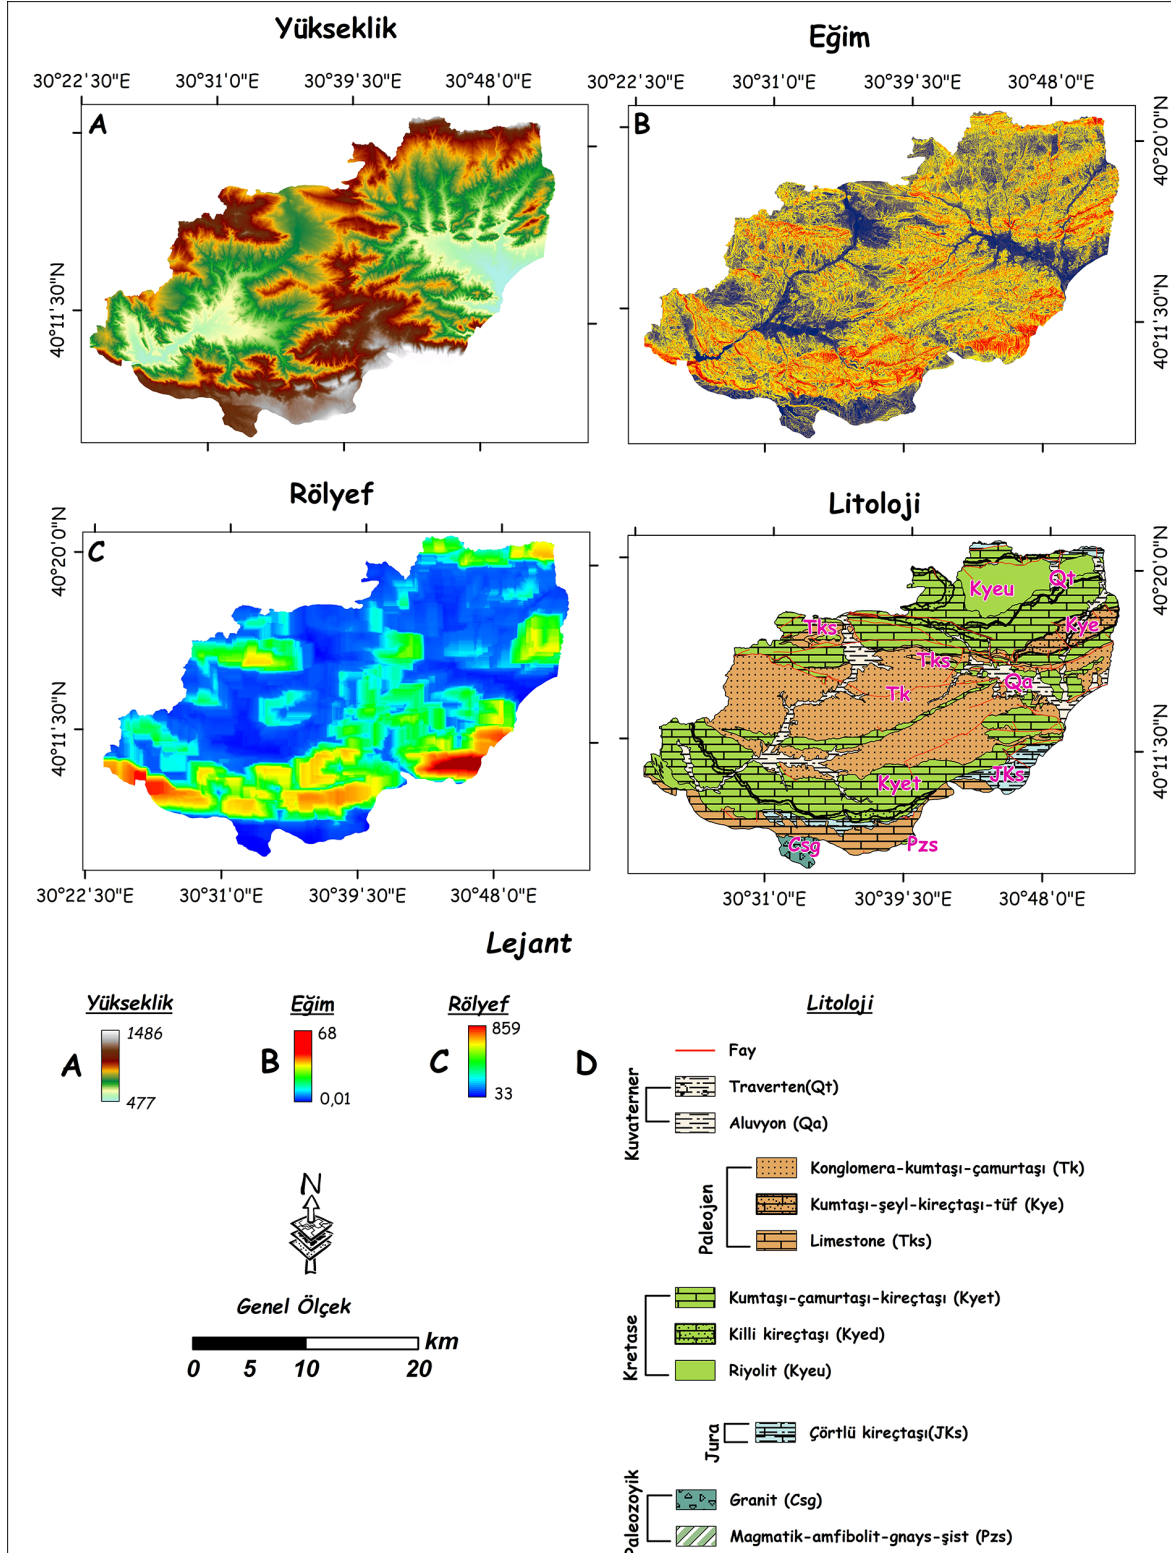 Yükseklik
Eğim
30°22'30"E 30°31'0"E 30°39'30"E 30°48'0"E
30°22'30"E 30°31'0"E 30°39'30"E 30°48'0"E
A
B
40°11'30"N
40°20'0"N
40°11'30"N
Rölyef
Litoloji
C
40°20'0"N
40°11'30"N
40°20'0"N
40°11'30"N
Kyeu
Qt
Tks
Kye
Tks
Tk
Qa
Kyet
JKs
Csg
Pzs
30°22'30"E 30°31'0"E 30°39'30"E 30°48'0"E
30°31'0"E 30°39'30"E 30°48'0"E
Lejant
Yükseklik
A
1486
477
Eğim
B
68
0,01
Rölyef
C
859
33
N
Genel Ölçek
km
0 5 10 20
Litoloji
D
Fay
Kuvaterner
Traverten(Qt)
Aluvyon (Qa)
Paleojen
Konglomera-kumtaşı-çamurtaşı (Tk)
Kumtaşı-şeyl-kireçtaşı-tüf (Kye)
Limestone (Tks)
Kretase
Kumtaşı-çamurtaşı-kireçtaşı (Kyet)
Killi kireçtaşı (Kyed)
Riyolit (Kyeu)
Jura
Çörtlü kireçtaşı(JKs)
Paleozoyik
Granit (Csg)
Magmatik-amfibolit-gnays-şist (Pzs)